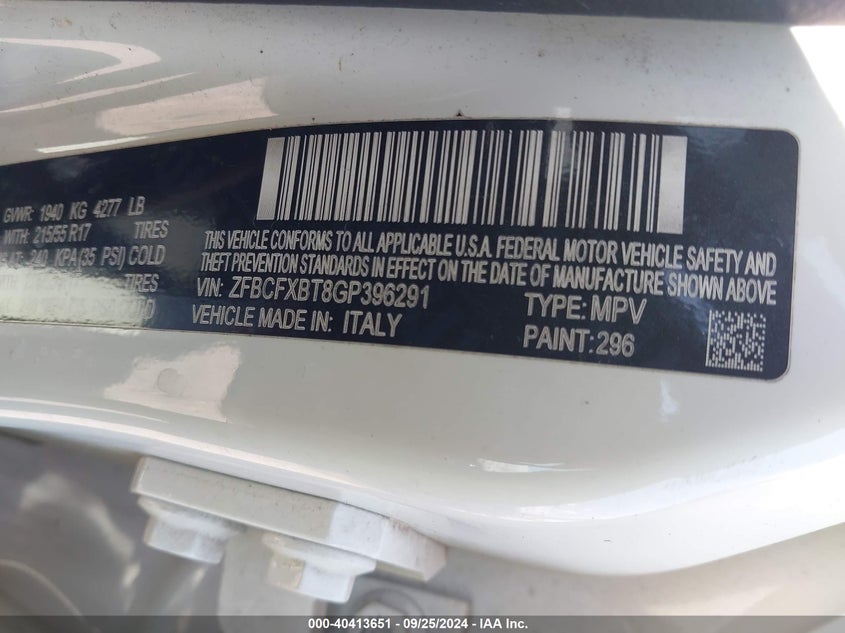 GVWR: 1940 KG 4277 LB
WITH: 215/55 R17 TIRES
240 KPA (35 PSI) COLD
TIRES
THIS VEHICLE CONFORMS TO ALL APPLICABLE U.S.A. FEDERAL MOTOR VEHICLE SAFETY AND
THEFT PREVENTION STANDARDS IN EFFECT ON THE DATE OF MANUFACTURE SHOWN ABOVE
VIN: ZFBCFXBT8GP396291 TYPE: MPV
VEHICLE MADE IN: ITALY PAINT: 296
000-40413651 - 09/25/2024 - IAA Inc.